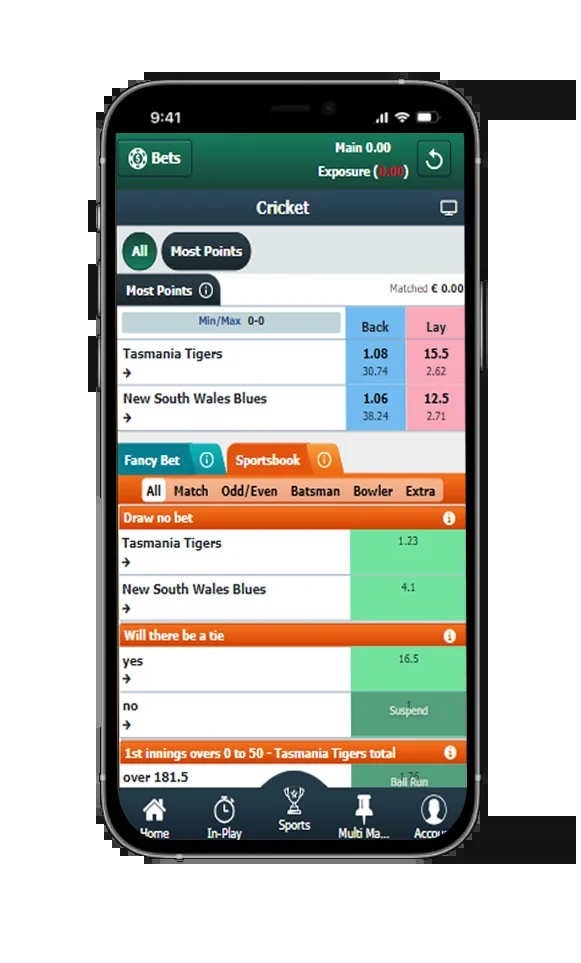 9:41
Bets
Main 0.00
Exposure (0.00)
Cricket
All Most Points
Most Points Matched € 0.00
Min/Max 0-0 Back Lay
Tasmania Tigers 1.08 15.5
30.74 2.62
New South Wales Blues 1.06 12.5
38.24 2.71
Fancy Bet Sportsbook
All Match Odd/Even Batsman Bowler Extra
Draw no bet
Tasmania Tigers 1.23
New South Wales Blues 4.1
Will there be a tie
yes 16.5
no Suspend
1st innings overs 0 to 50 - Tasmania Tigers total
over 181.5 Ball Run
Home In-Play Sports Multi Ma... Accou